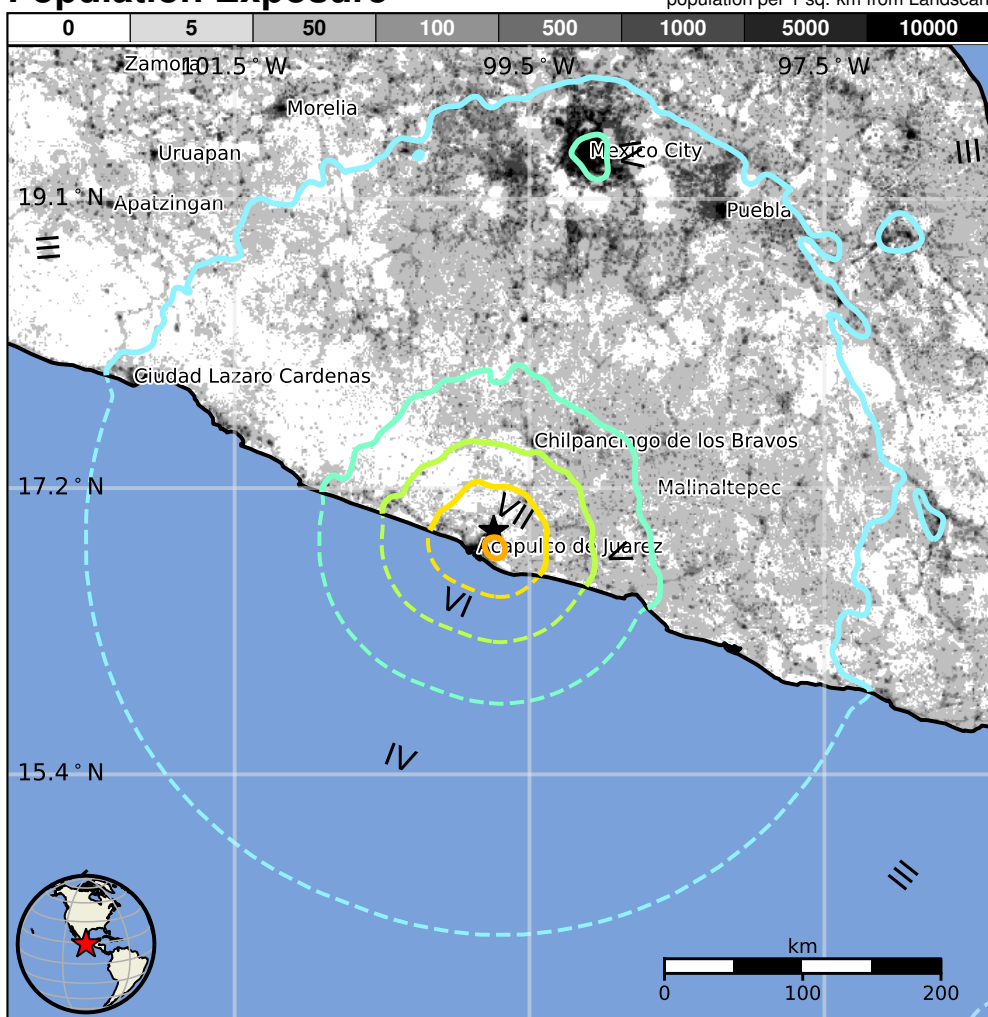 Population Exposure
population per 1 sq. km from Landscan
0 5 50 100 500 1000 5000 10000
Zamora 101.5°W 99.5°W 97.5°W
Morelia
Uruapan Mexico City IV III
19.1°N Apatzingan Puebla
III
Ciudad Lazaro Cardenas
Chilpancingo de los Bravos
17.2°N Malinaltepec
VII
Acapulco de Juarez V
VI
IV
15.4°N
III
km
0 100 200